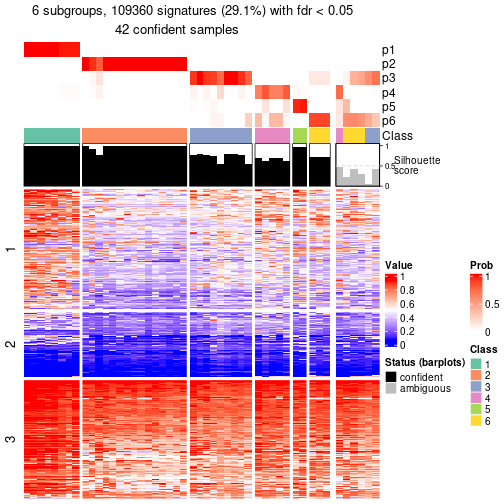 6 subgroups, 109360 signatures (29.1%) with fdr < 0.05
42 confident samples
p1
p2
p3
p4
p5
p6
Class
1
0.5
0
Silhouette
score
1
2
3
Value
1
0.8
0.6
0.4
0.2
0
Status (barplots)
confident
ambiguous
Prob
1
0.5
0
Class
1
2
3
4
5
6